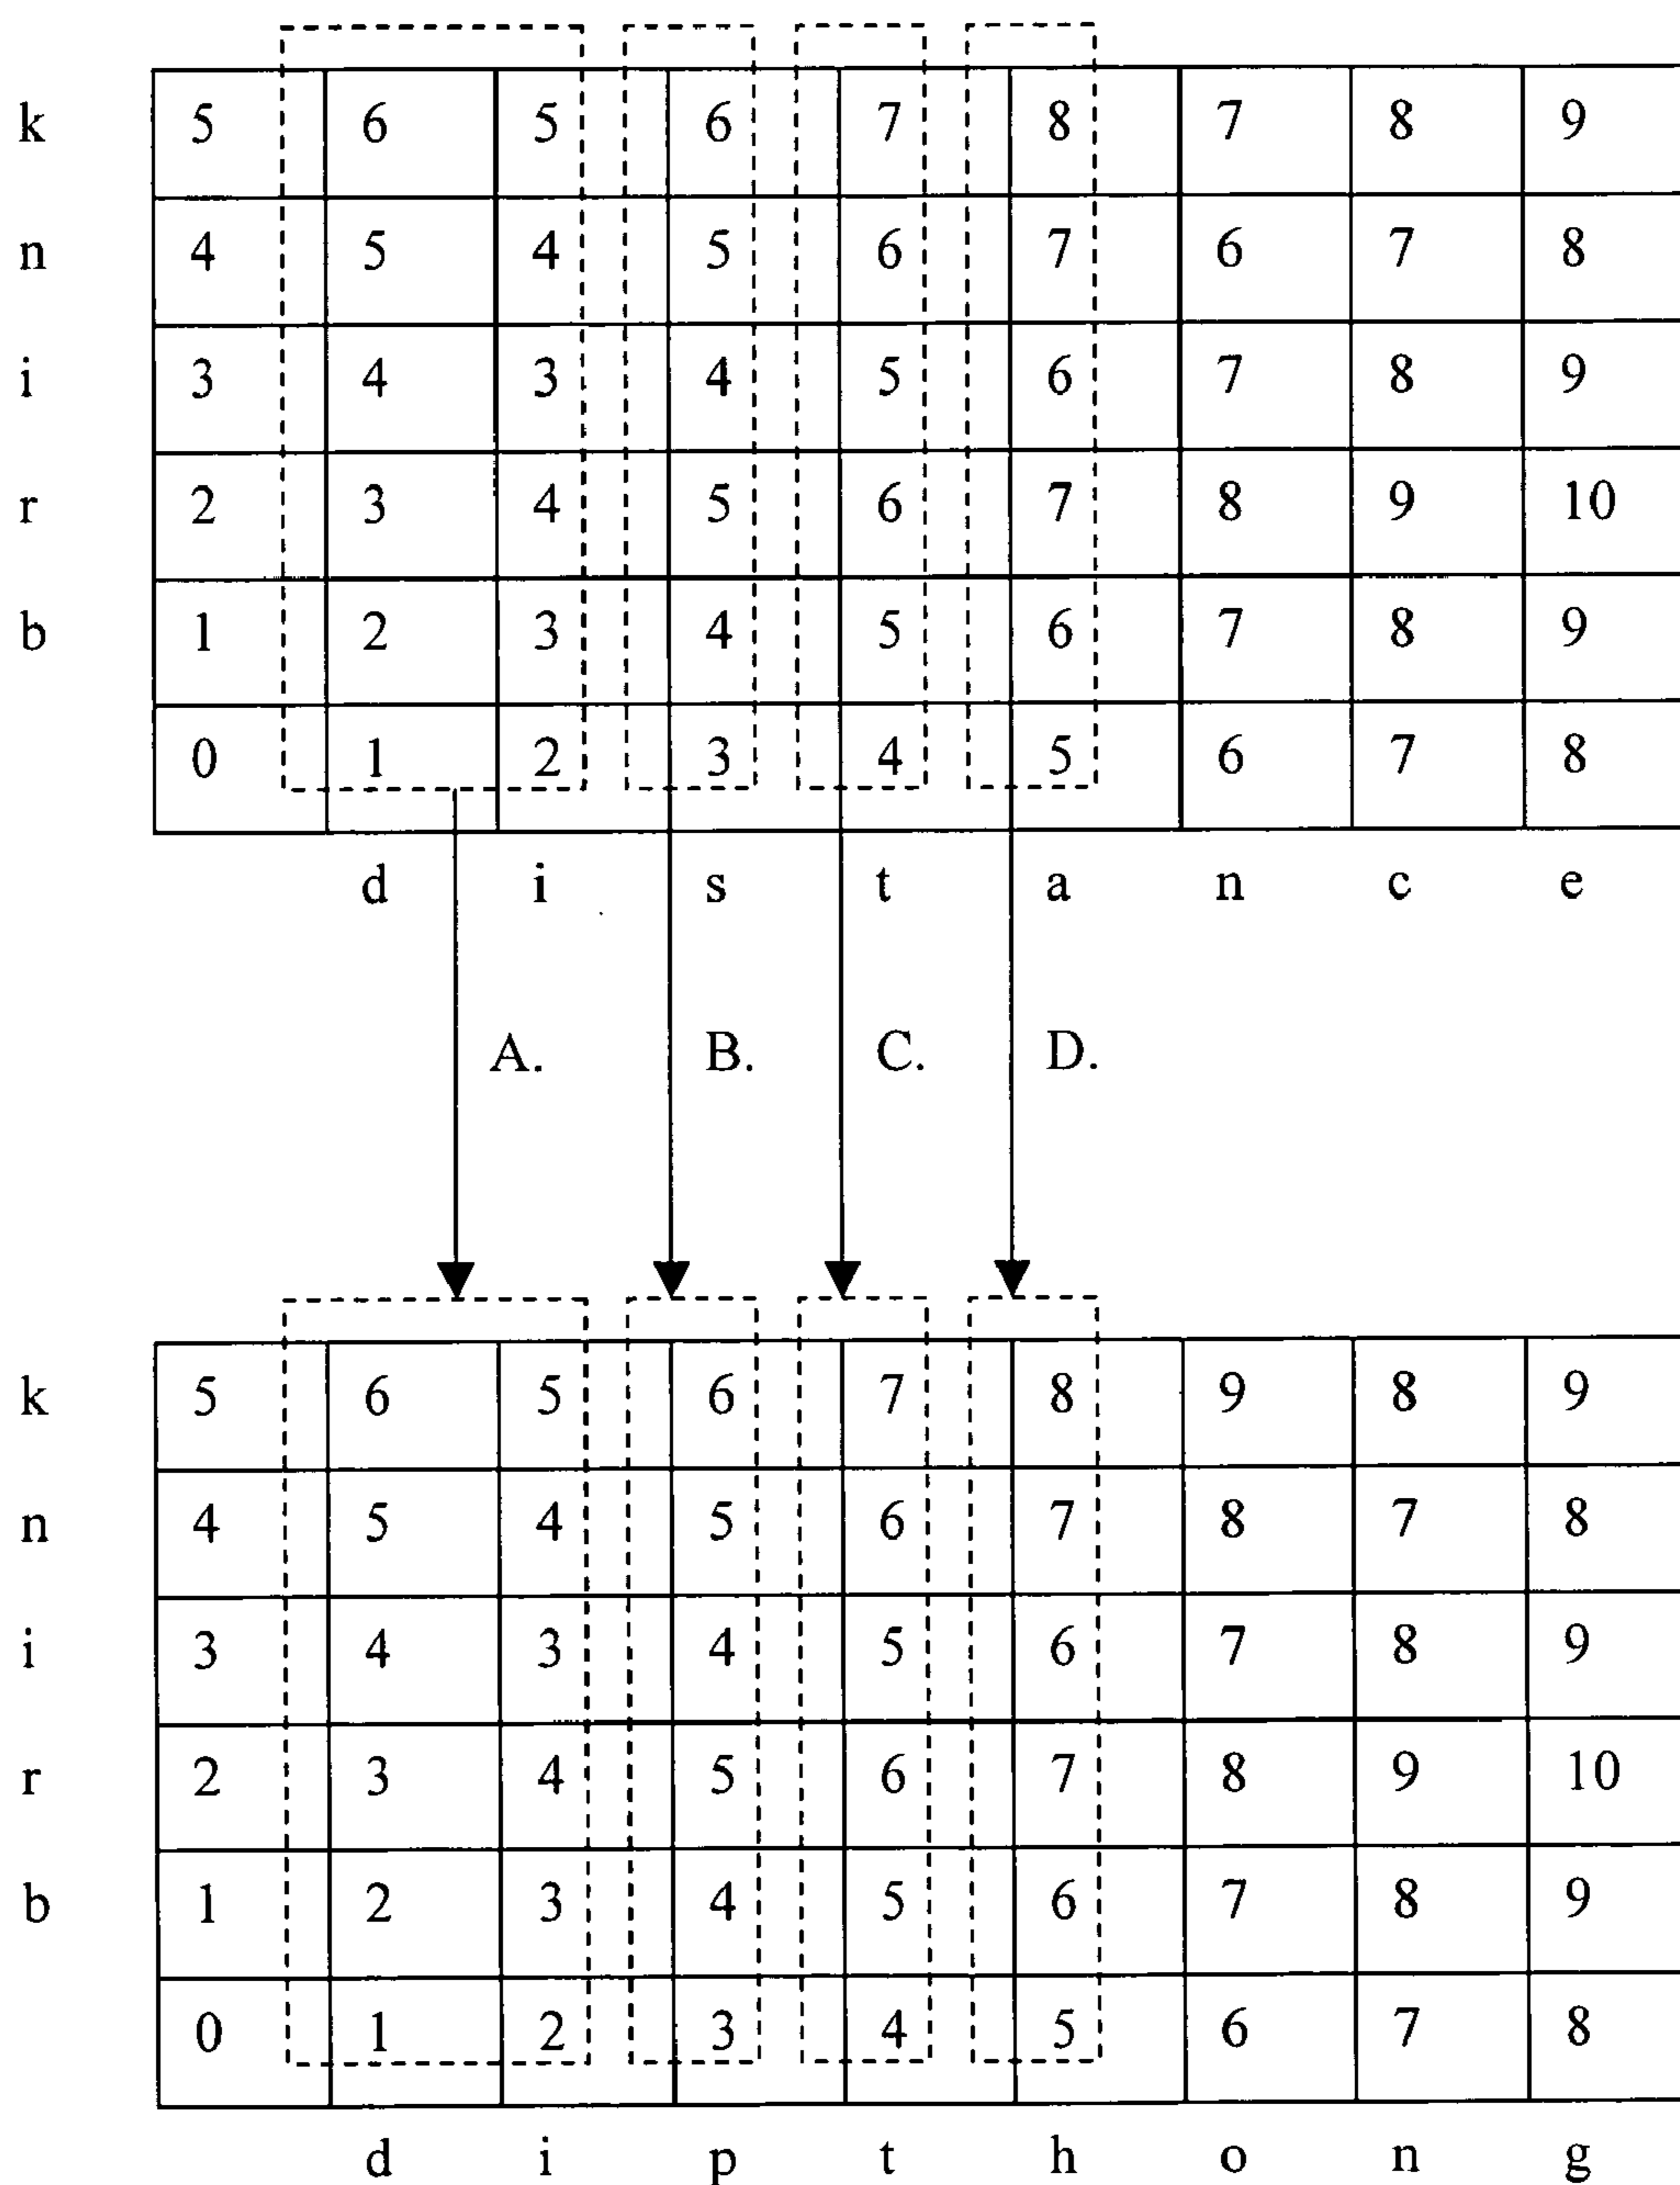 k 5 6 5 6 7 8 7 8 9
n 4 5 4 5 6 7 6 7 8
i 3 4 3 4 5 6 7 8 9
r 2 3 4 5 6 7 8 9 10
b 1 2 3 4 5 6 7 8 9
0 1 2 3 4 5 6 7 8
d i s t a n c e
A. B. C. D.
k 5 6 5 6 7 8 9 8 9
n 4 5 4 5 6 7 8 7 8
i 3 4 3 4 5 6 7 8 9
r 2 3 4 5 6 7 8 9 10
b 1 2 3 4 5 6 7 8 9
0 1 2 3 4 5 6 7 8
d i p t h o n g